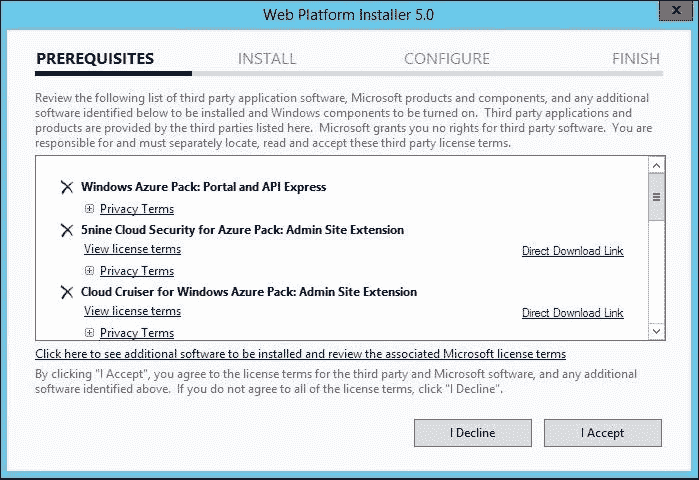 Web Platform Installer 5.0
x
PREREQUISITES INSTALL CONFIGURE FINISH
Review the following list of third party application software, Microsoft products and components, and any additional
software identified below to be installed and Windows components to be turned on. Third party applications and
products are provided by the third parties listed here. Microsoft grants you no rights for third party software. You are
responsible for and must separately locate, read and accept these third party license terms.
Windows Azure Pack: Portal and API Express
Privacy Terms
5nine Cloud Security for Azure Pack: Admin Site Extension
View license terms Direct Download Link
Privacy Terms
Cloud Cruiser for Windows Azure Pack: Admin Site Extension
View license terms Direct Download Link
Privacy Terms
Click here to see additional software to be installed and review the associated Microsoft license terms
By clicking "I Accept", you agree to the license terms for the third party and Microsoft software, and any additional
software identified above. If you do not agree to all of the license terms, click "I Decline".
I Decline I Accept